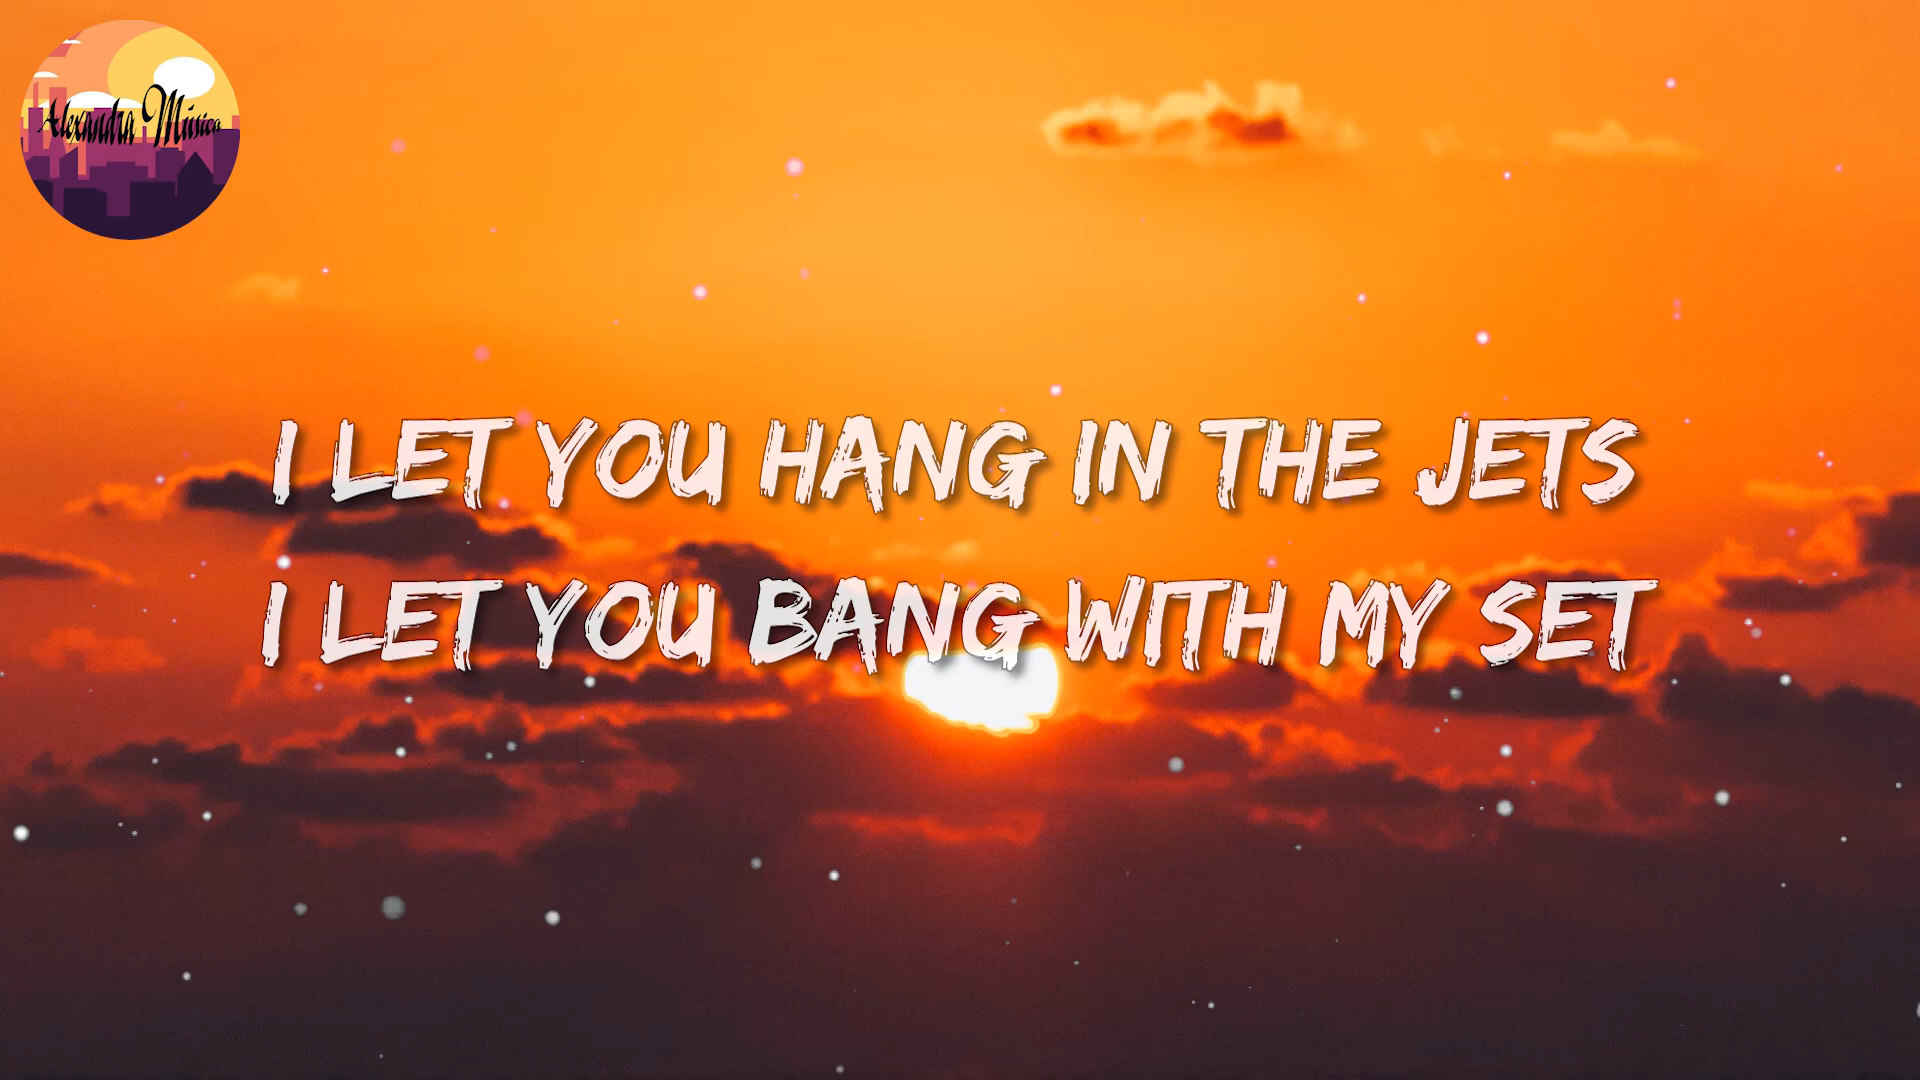 Alexandra Música
I LET YOU HANG IN THE JETS
I LET YOU BANG WITH MY SET